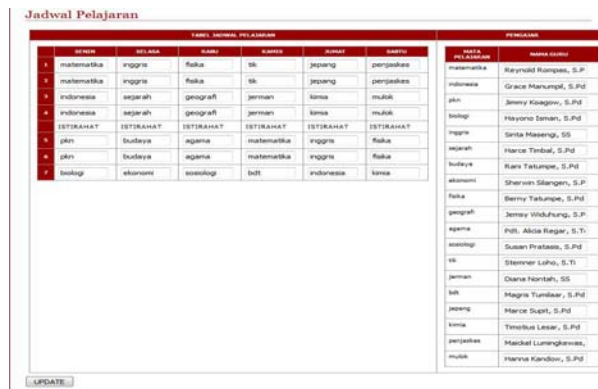 Jadwal Pelajaran
TABEL JADWAL PELAJARAN
SENIN SELASA RABU KAMIS JUMAT SABTU
1 matematika inggris fisika tik jepang penjaskes
2 matematika inggris fisika tik jepang penjaskes
3 indonesia sejarah geografi jerman kimia mulok
4 indonesia sejarah geografi jerman kimia mulok
ISTIRAHAT ISTIRAHAT ISTIRAHAT ISTIRAHAT ISTIRAHAT ISTIRAHAT
5 pkn budaya agama matematika inggris fisika
6 pkn budaya agama matematika inggris fisika
7 biologi ekonomi sosiologi bdt indonesia kimia
PENGAJAR
MATA PELAJARAN NAMA GURU
matematika Reynold Rompas, S.P
indonesia Grace Manumpil, S.Pd
pkn Jimmy Koagow, S.Pd
biologi Hayono Isman, S.Pd
inggris Sinta Masengi, SS
sejarah Harce Timbal, S.Pd
budaya Rani Tatumpe, S.Pd
ekonomi Sherwin Silangen, S.P
fisika Berny Tatumpe, S.Pd
geografi Jemsy Widuhung, S.P
agama Pdt. Alicia Regar, S.T
sosiologi Susan Pratasis, S.Pd
tik Stemner Loho, S.Ti
jerman Diana Nontah, SS
bdt Magris Tumilaar, S.Pd
jepang Marce Supit, S.Pd
kimia Timotius Lesar, S.Pd
penjaskes Maickel Lumingkewas,
mulok Hanna Kandow, S.Pd
UPDATE